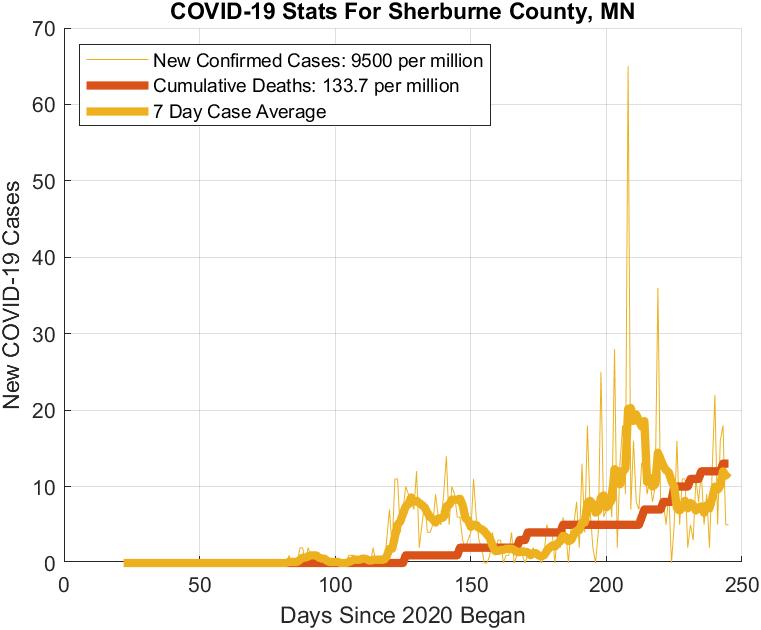 COVID-19 Stats For Sherburne County, MN
70
60
50
40
30
20
10
0
New COVID-19 Cases
New Confirmed Cases: 9500 per million
Cumulative Deaths: 133.7 per million
7 Day Case Average
0 50 100 150 200 250
Days Since 2020 Began